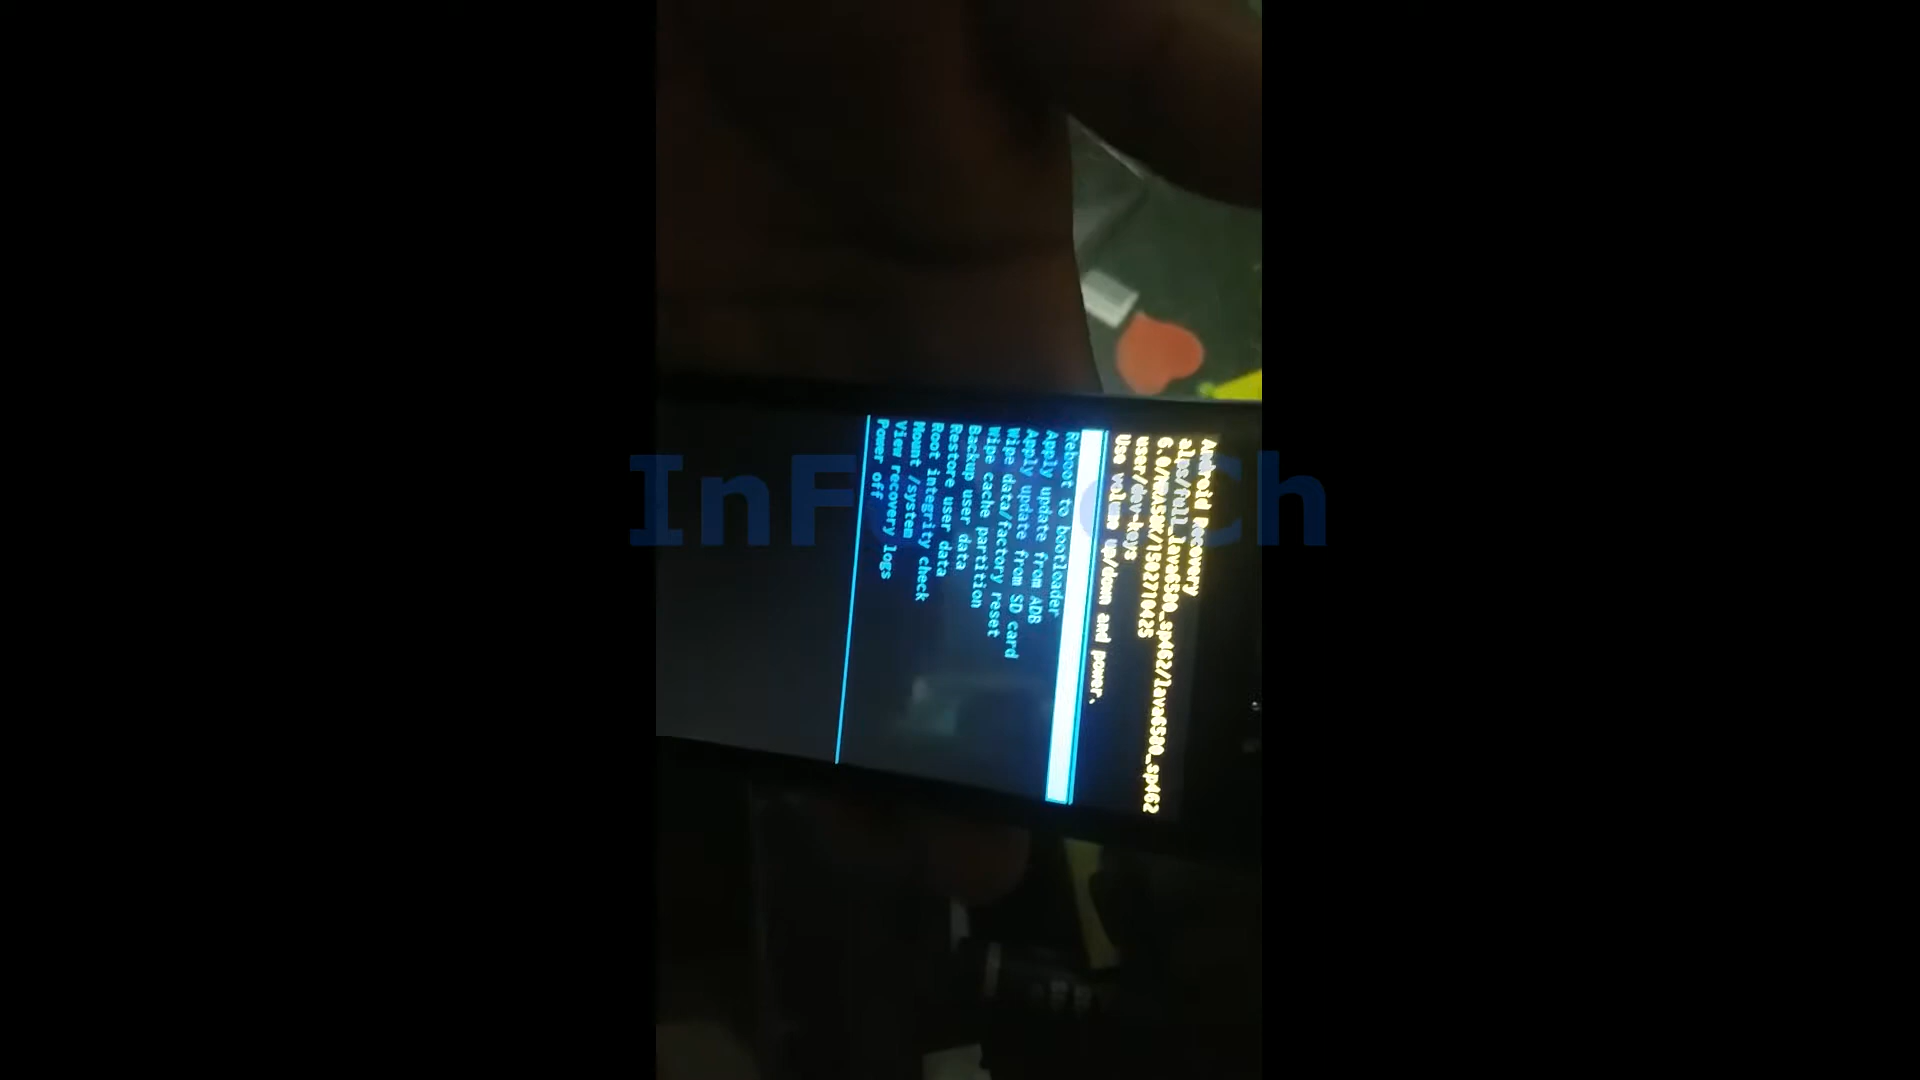 Android Recovery
alps/full_lava6580_sp462/lava6580_sp462
6.0/MRA58K/1502710425
user/dev-keys
Use volume up/down and power.
Reboot to bootloader
Apply update from ADB
Apply update from SD card
Wipe data/factory reset
Wipe cache partition
Backup user data
Restore user data
Root integrity check
Mount /system
View recovery logs
Power off